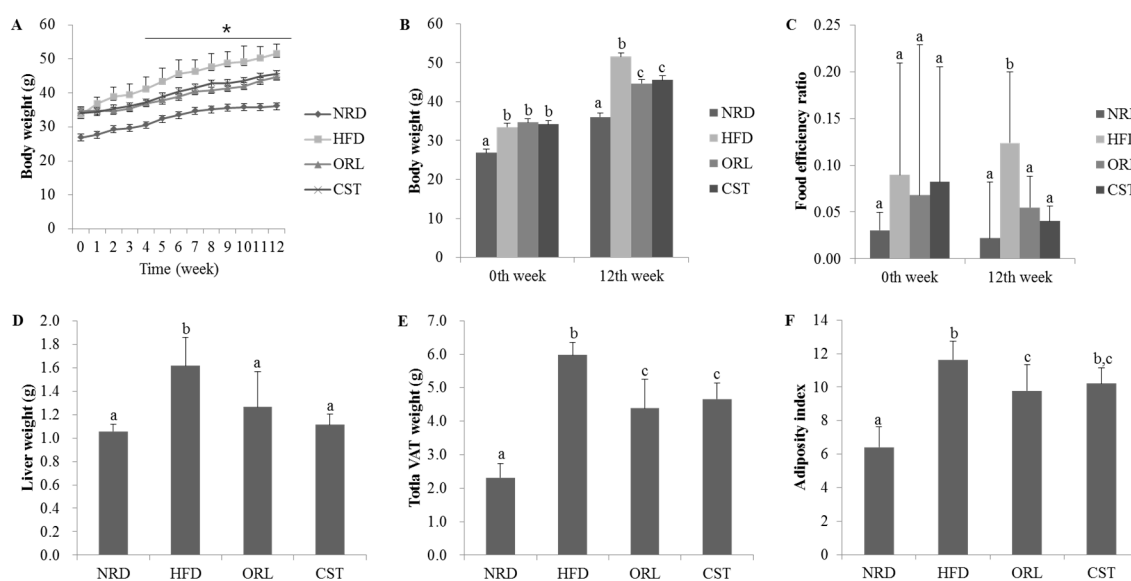 A
*
60
50
40
30
20
10
0
Body weight (g)
0 1 2 3 4 5 6 7 8 9 10 11 12
Time (week)
NRD
HFD
ORL
CST
B
60
50
40
30
20
10
0
Body weight (g)
a b b b
a b c c
0th week 12th week
NRD
HFD
ORL
CST
C
0.25
0.20
0.15
0.10
0.05
0.00
Food efficiency ratio
a a a a
a b a a
0th week 12th week
NRD
HFD
ORL
CST
D
2.0
1.8
1.6
1.4
1.2
1.0
0.8
0.6
0.4
0.2
0.0
Liver weight (g)
a b a a
NRD HFD ORL CST
E
7.0
6.0
5.0
4.0
3.0
2.0
1.0
0.0
Totla VAT weight (g)
a b c c
NRD HFD ORL CST
F
14
12
10
8
6
4
2
0
Adiposity index
a b c b,c
NRD HFD ORL CST